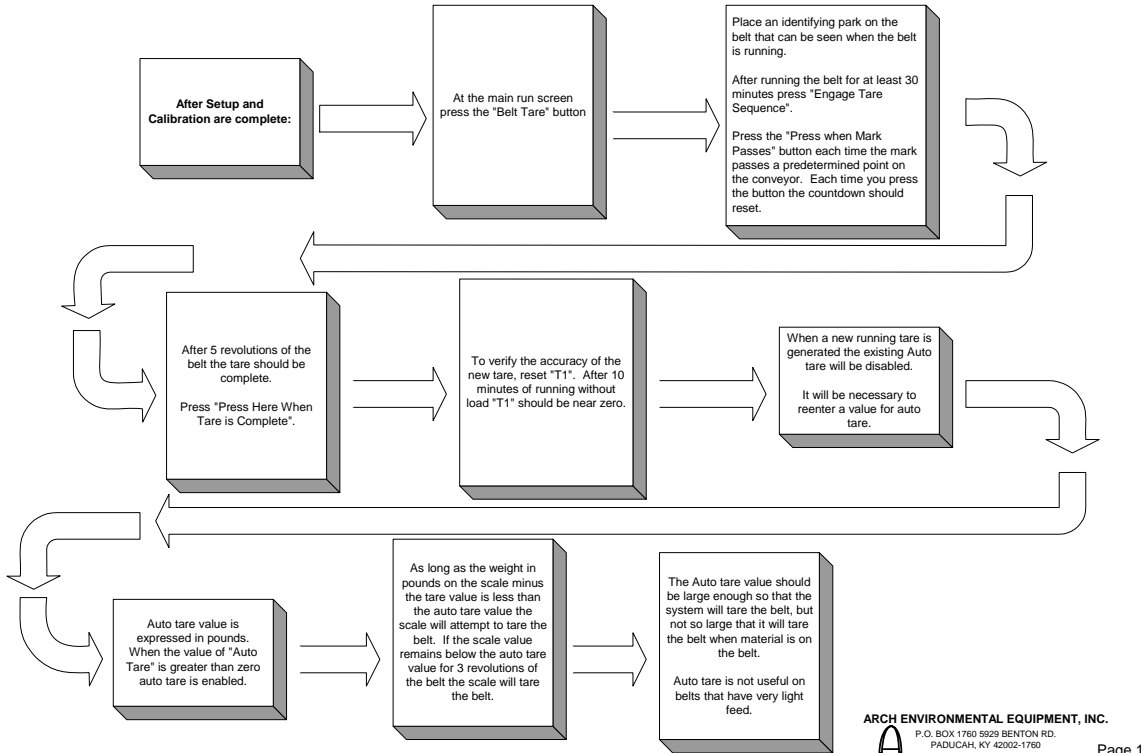 After Setup and
Calibration are complete:
At the main run screen
press the "Belt Tare" button
Place an identifying park on the
belt that can be seen when the belt
is running.
After running the belt for at least 30
minutes press "Engage Tare
Sequence".
Press the "Press when Mark
Passes" button each time the mark
passes a predetermined point on
the conveyor. Each time you press
the button the countdown should
reset.
After 5 revolutions of the
belt the tare should be
complete.
Press "Press Here When
Tare is Complete".
To verify the accuracy of the
new tare, reset "T1". After 10
minutes of running without
load "T1" should be near zero.
When a new running tare is
generated the existing Auto
tare will be disabled.
It will be necessary to
reenter a value for auto
tare.
Auto tare value is
expressed in pounds.
When the value of "Auto
Tare" is greater than zero
auto tare is enabled.
As long as the weight in
pounds on the scale minus
the tare value is less than
the auto tare value the
scale will attempt to tare the
belt. If the scale value
remains below the auto tare
value for 3 revolutions of
the belt the scale will tare
the belt.
The Auto tare value should
be large enough so that the
system will tare the belt, but
not so large that it will tare
the belt when material is on
the belt.
Auto tare is not useful on
belts that have very light
feed.
ARCH ENVIRONMENTAL EQUIPMENT, INC.
P.O. BOX 1760 5929 BENTON RD.
PADUCAH, KY 42002-1760
Page 1